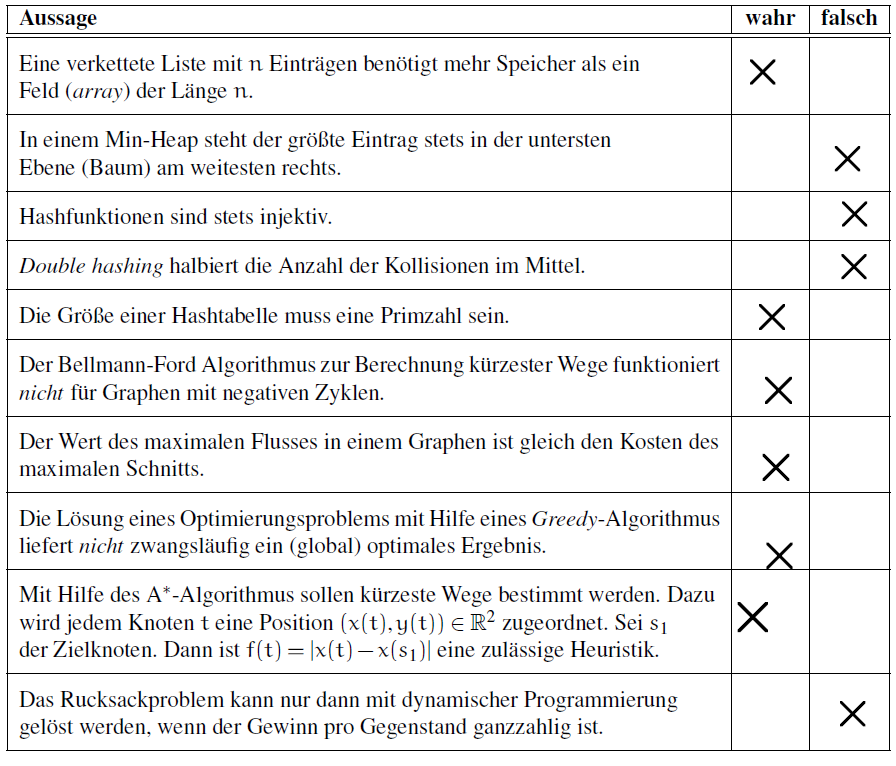 Aussage wahr falsch
Eine verkettete Liste mit n Einträgen benötigt mehr Speicher als ein
Feld (array) der Länge n.
In einem Min-Heap steht der größte Eintrag stets in der untersten
Ebene (Baum) am weitesten rechts.
Hashfunktionen sind stets injektiv.
Double hashing halbiert die Anzahl der Kollisionen im Mittel.
Die Größe einer Hashtabelle muss eine Primzahl sein.
Der Bellmann-Ford Algorithmus zur Berechnung kürzester Wege funktioniert
nicht für Graphen mit negativen Zyklen.
Der Wert des maximalen Flusses in einem Graphen ist gleich den Kosten des
maximalen Schnitts.
Die Lösung eines Optimierungsproblems mit Hilfe eines Greedy-Algorithmus
liefert nicht zwangsläufig ein (global) optimales Ergebnis.
Mit Hilfe des A*-Algorithmus sollen kürzeste Wege bestimmt werden. Dazu
wird jedem Knoten t eine Position (x(t),y(t)) ∈ ℝ² zugeordnet. Sei s₁
der Zielknoten. Dann ist f(t) = |x(t) − x(s₁)| eine zulässige Heuristik.
Das Rucksackproblem kann nur dann mit dynamischer Programmierung
gelöst werden, wenn der Gewinn pro Gegenstand ganzzahlig ist.